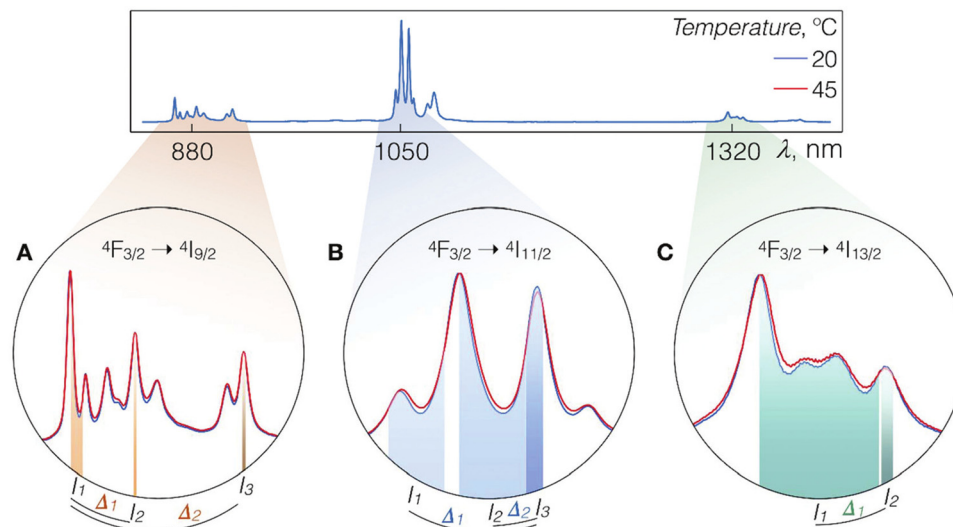 Temperature, °C
20
45
880
1050
1320
λ, nm
A
⁴F₃/₂ → ⁴I₉/₂
I₁
Δ₁
I₂
Δ₂
I₃
B
⁴F₃/₂ → ⁴I₁₁/₂
I₁
Δ₁
I₂
Δ₂
I₃
C
⁴F₃/₂ → ⁴I₁₃/₂
I₁
Δ₁
I₂